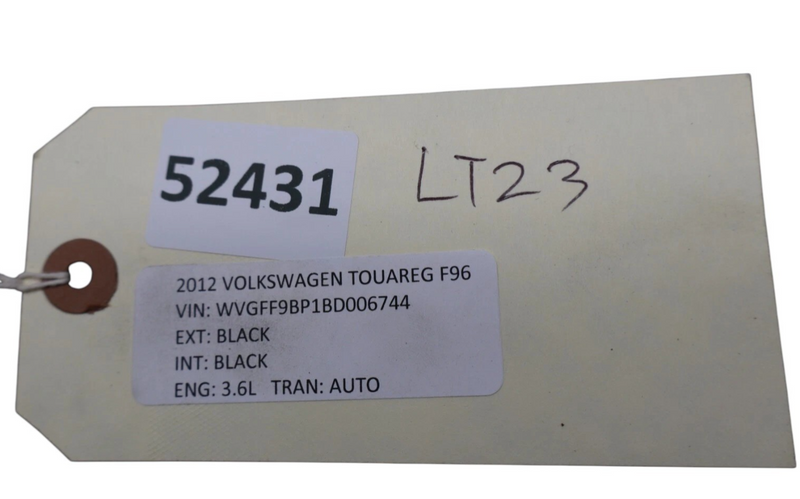 52431
LT23
2012 VOLKSWAGEN TOUAREG F96
VIN: WVGFF9BP1BD006744
EXT: BLACK
INT: BLACK
ENG: 3.6L TRAN: AUTO